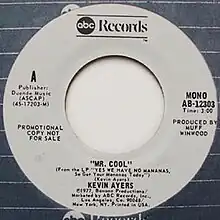 abc Records
A
Publisher:
Duande Music
(ASCAP)
(45-17203-M)
MONO
AB-12303
Time: 3:00
PROMOTIONAL
COPY NOT
FOR SALE
PRODUCED BY
MUFF
WINWOOD
"MR. COOL"
(From the LP "YES WE HAVE NO MANANAS,
So Get Your Mananas Today")
(Kevin Ayers)
KEVIN AYERS
©1977, Banana Productions
Marketed by ABC Records, Inc.
Los Angeles, Ca. 90048/
New York, NY. Printed in USA